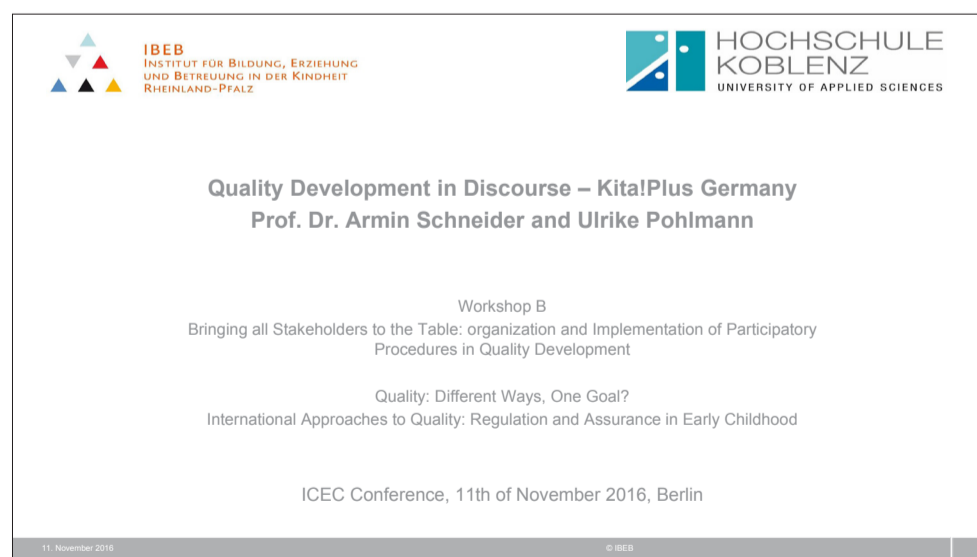 IBEB
INSTITUT FÜR BILDUNG, ERZIEHUNG
UND BETREUUNG IN DER KINDHEIT
RHEINLAND-PFALZ
HOCHSCHULE
KOBLENZ
UNIVERSITY OF APPLIED SCIENCES
Quality Development in Discourse – Kita!Plus Germany
Prof. Dr. Armin Schneider and Ulrike Pohlmann
Workshop B
Bringing all Stakeholders to the Table: organization and Implementation of Participatory
Procedures in Quality Development
Quality: Different Ways, One Goal?
International Approaches to Quality: Regulation and Assurance in Early Childhood
ICEC Conference, 11th of November 2016, Berlin
11. November 2016
© IBEB